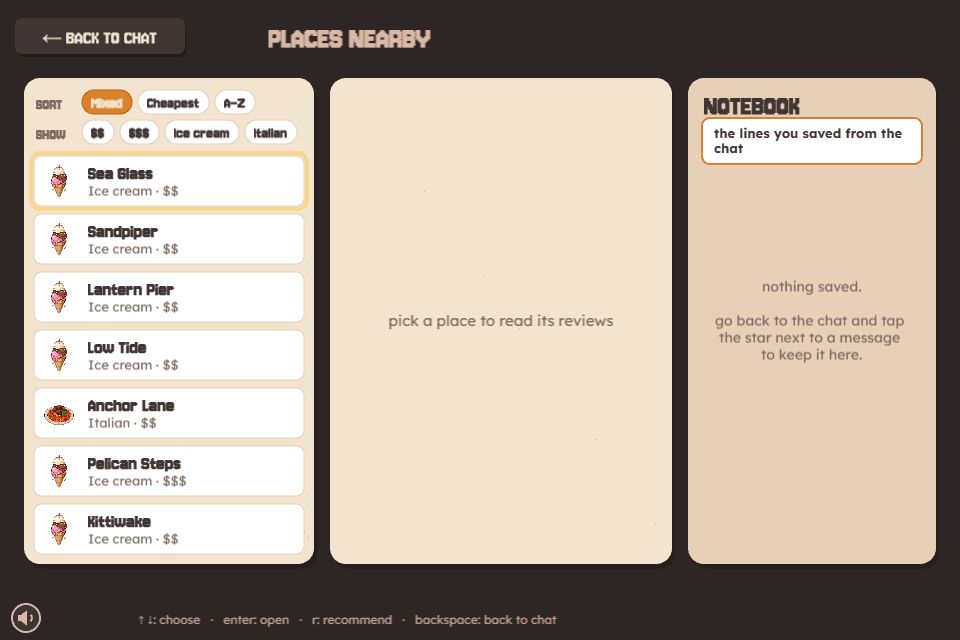 ← BACK TO CHAT
PLACES NEARBY
SORT Mixed Cheapest A-Z
SHOW $$ $$$ Ice cream Italian
Sea Glass
Ice cream · $$
Sandpiper
Ice cream · $$
Lantern Pier
Ice cream · $$
Low Tide
Ice cream · $$
Anchor Lane
Italian · $$
Pelican Steps
Ice cream · $$$
Kittiwake
Ice cream · $$
pick a place to read its reviews
NOTEBOOK
the lines you saved from the
chat
nothing saved.
go back to the chat and tap
the star next to a message
to keep it here.
↑ ↓: choose · enter: open · r: recommend · backspace: back to chat